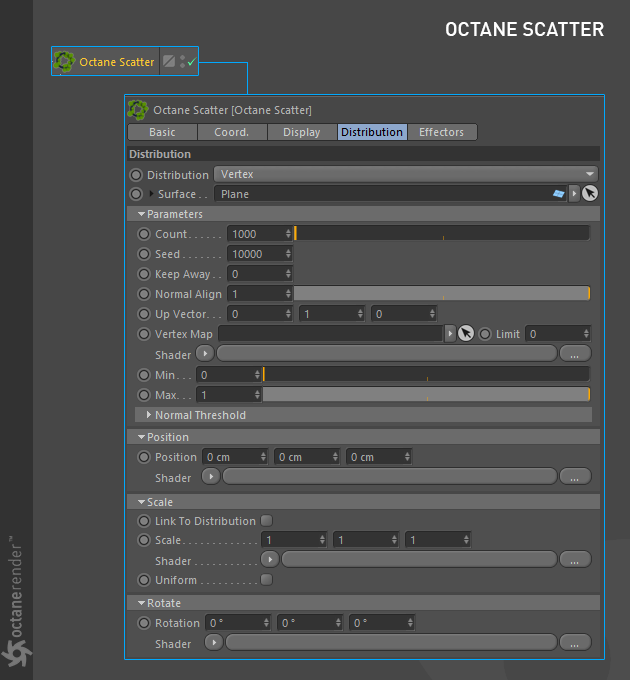 OCTANE SCATTER
Octane Scatter
Octane Scatter [Octane Scatter]
Basic Coord. Display Distribution Effectors
Distribution
Distribution Vertex
Surface . . Plane
Parameters
Count . . . . . . 1000
Seed . . . . . . . 10000
Keep Away . . 0
Normal Align 1
Up Vector. . . 0 1 0
Vertex Map Limit 0
Shader ...
Min. . . 0
Max. . . 1
Normal Threshold
Position
Position 0 cm 0 cm 0 cm
Shader ...
Scale
Link To Distribution
Scale. . . . . . . . . . . . 1 1 1
Shader ...
Uniform . . . . . . . . .
Rotate
Rotation 0 ° 0 ° 0 °
Shader ...
octanerender™